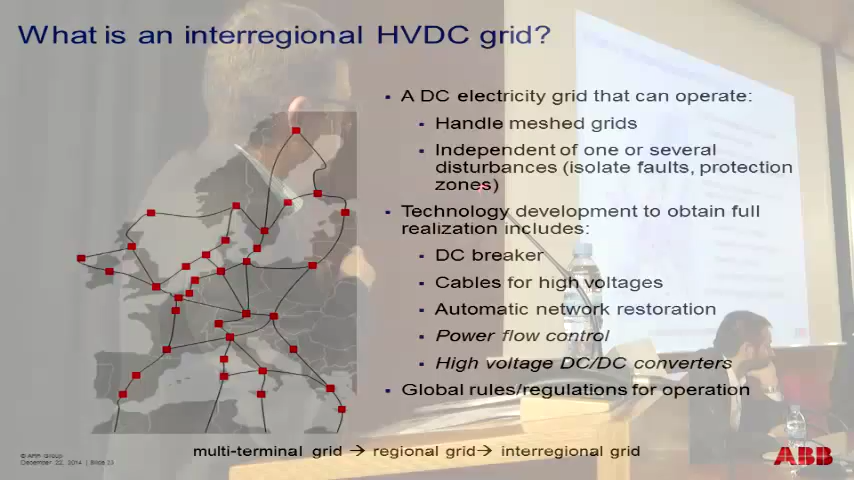 What is an interregional HVDC grid?
▪ A DC electricity grid that can operate:
▪ Handle meshed grids
▪ Independent of one or several
disturbances (isolate faults, protection
zones)
▪ Technology development to obtain full
realization includes:
▪ DC breaker
▪ Cables for high voltages
▪ Automatic network restoration
▪ Power flow control
▪ High voltage DC/DC converters
▪ Global rules/regulations for operation
multi-terminal grid → regional grid→ interregional grid
© ABB Group
December 22, 2014 | Slide 23
ABB